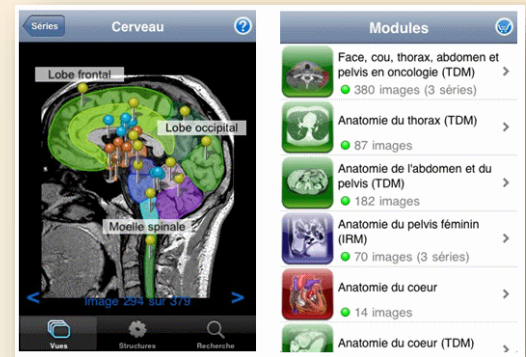 Séries
Cerveau
?
Lobe frontal
Lobe occipital
Moelle spinale
<
Image 294 sur 379
>
Vues
Structures
Recherche
Modules
Face, cou, thorax, abdomen et
pelvis en oncologie (TDM)
380 images (3 séries)
Anatomie du thorax (TDM)
87 images
Anatomie de l'abdomen et du
pelvis (TDM)
182 images
Anatomie du pelvis féminin
(IRM)
70 images (3 séries)
Anatomie du coeur
14 images
Anatomie du coeur (TDM)